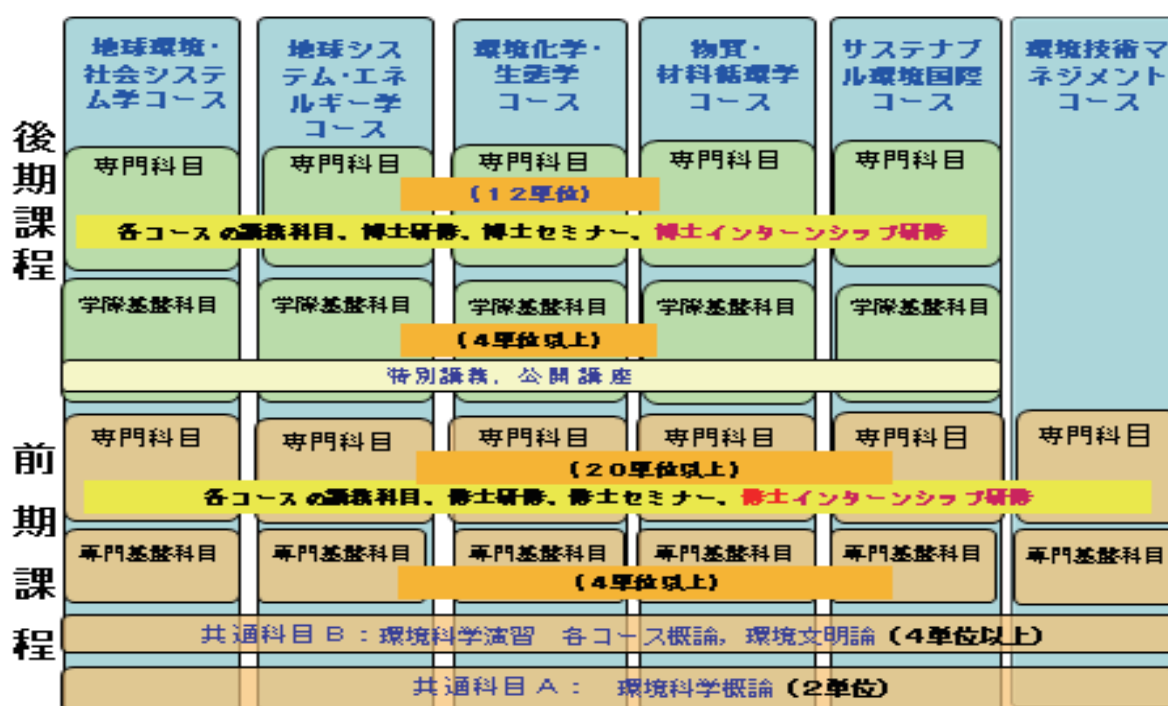 地球環境・
社会システ
ム学コース
地球シス
テム・エネ
ルギー学
コース
環境化学・
生態学
コース
物質・
材料循環学
コース
サステナブ
ル環境国際
コース
環境技術マ
ネジメント
コース
後期課程
専門科目
専門科目
専門科目
専門科目
専門科目
(12単位)
各コースの講義科目、博士研修、博士セミナー、博士インターンシップ研修
学際基盤科目
学際基盤科目
学際基盤科目
学際基盤科目
学際基盤科目
(4単位以上)
特別講義, 公開講座
前期課程
専門科目
専門科目
専門科目
専門科目
専門科目
専門科目
(20単位以上)
各コースの講義科目、修士研修、修士セミナー、修士インターンシップ研修
専門基盤科目
専門基盤科目
専門基盤科目
専門基盤科目
専門基盤科目
専門基盤科目
(4単位以上)
共通科目B:環境科学演習 各コース概論, 環境文明論(4単位以上)
共通科目A: 環境科学概論(2単位)